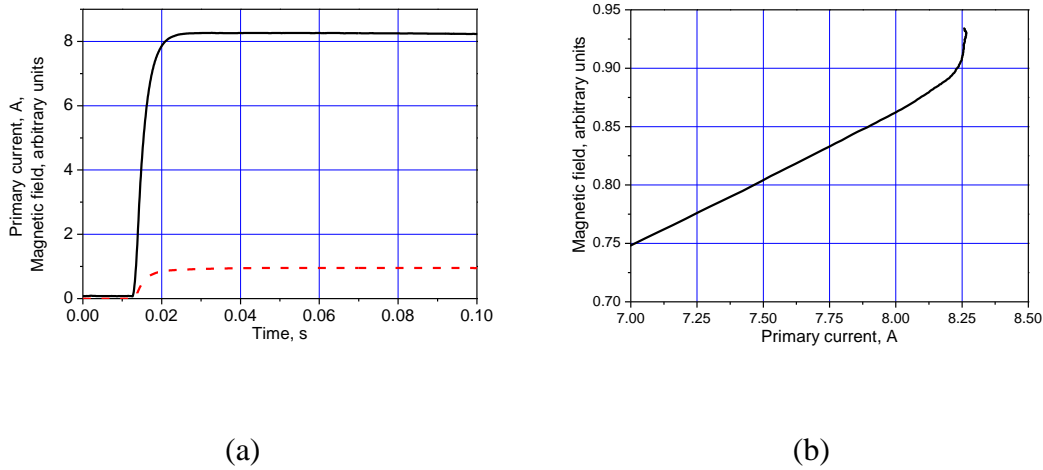 Primary current, A,
Magnetic field, arbitrary units
8
6
4
2
0
0.00 0.02 0.04 0.06 0.08 0.10
Time, s
(a)
Magnetic field, arbitrary units
0.95
0.90
0.85
0.80
0.75
0.70
7.00 7.25 7.50 7.75 8.00 8.25 8.50
Primary current, A
(b)